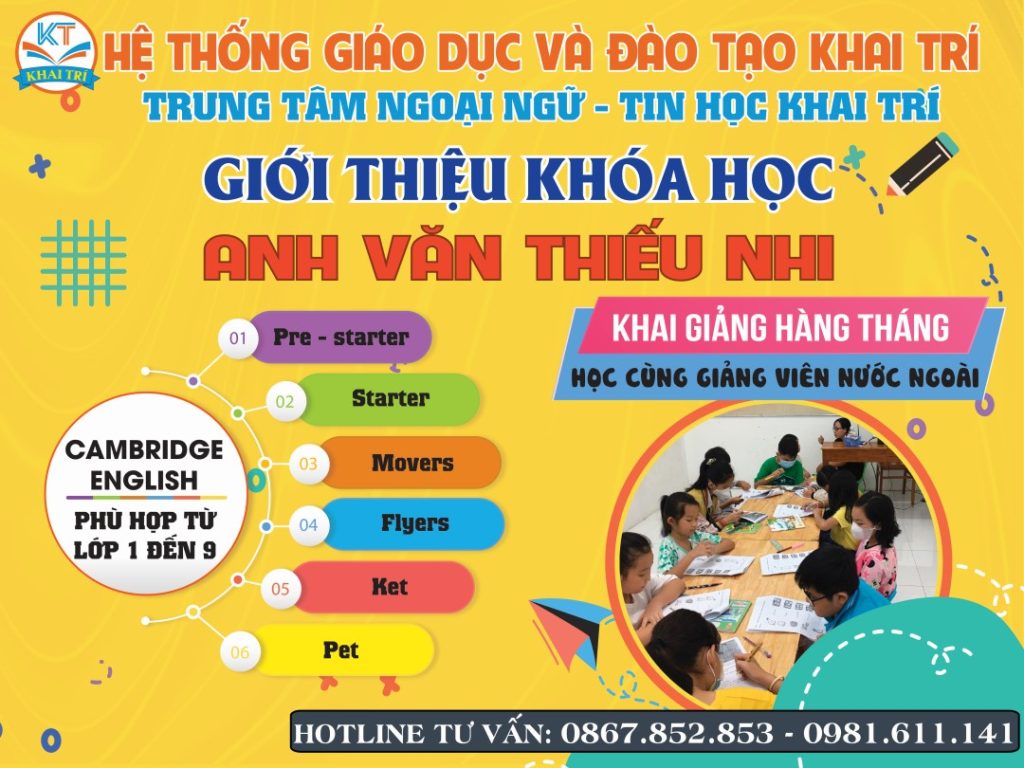 KT
KHAI TRÍ
HỆ THỐNG GIÁO DỤC VÀ ĐÀO TẠO KHAI TRÍ
TRUNG TÂM NGOẠI NGỮ - TIN HỌC KHAI TRÍ
GIỚI THIỆU KHÓA HỌC
ANH VĂN THIẾU NHI
KHAI GIẢNG HÀNG THÁNG
HỌC CÙNG GIẢNG VIÊN NƯỚC NGOÀI
CAMBRIDGE
ENGLISH
PHÙ HỢP TỪ
LỚP 1 ĐẾN 9
01 Pre - starter
02 Starter
03 Movers
04 Flyers
05 Ket
06 Pet
HOTLINE TƯ VẤN: 0867.852.853 - 0981.611.141